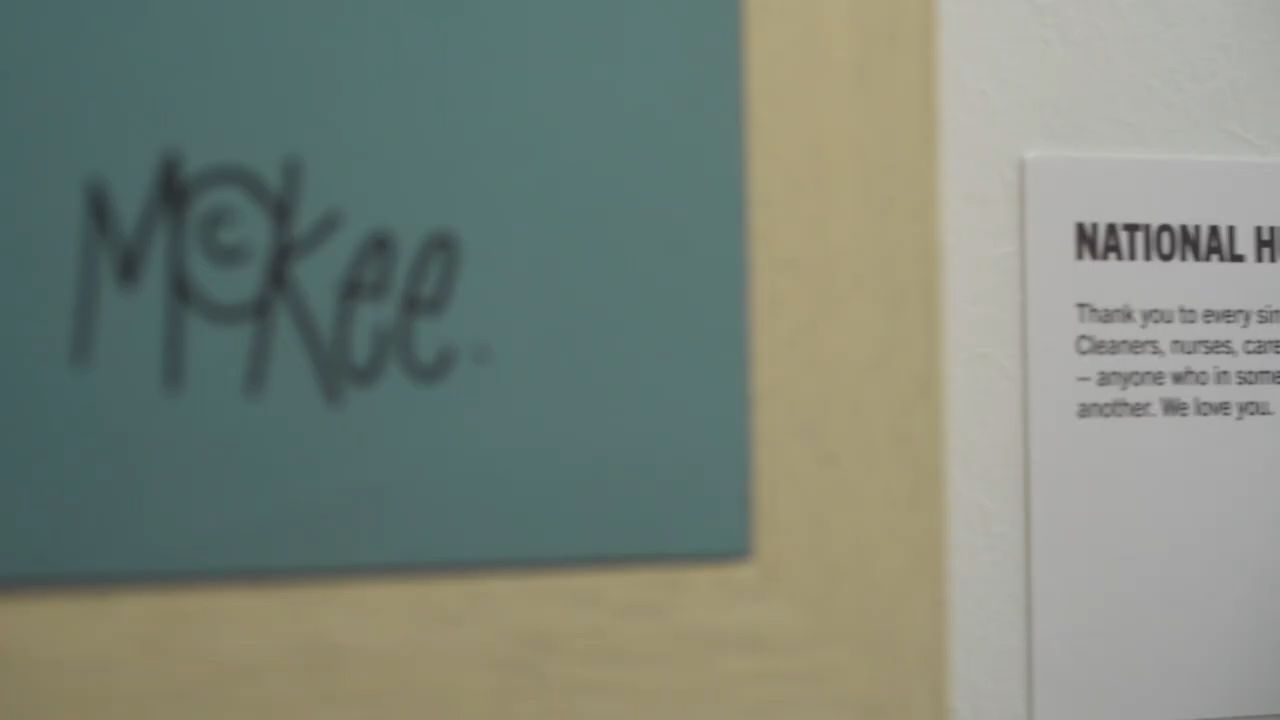 McKee.
NATIONAL H
Thank you to every sin
Cleaners, nurses, care
– anyone who in some
another. We love you.